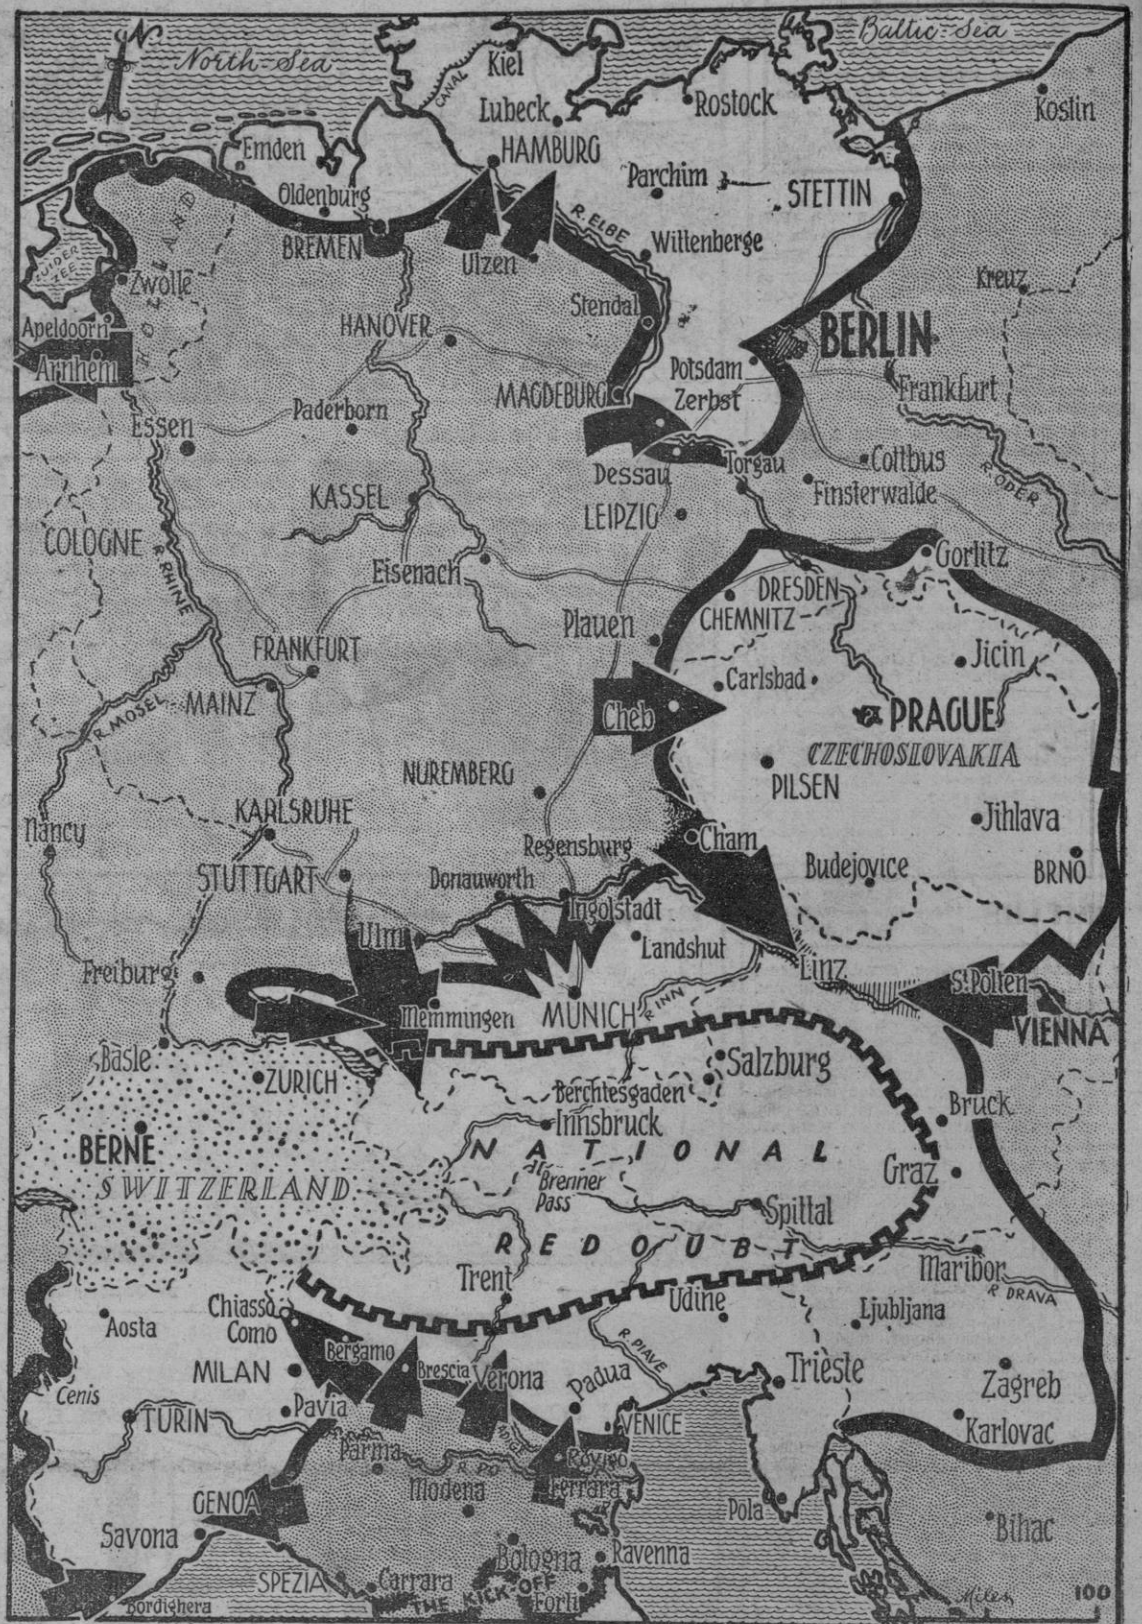 N
North Sea
Baltic Sea
Kiel
CANAL
Lubeck
Rostock
Koslin
HAMBURG
Emden
Parchim
STETTIN
Oldenburg
R. ELBE
BREMEN
Wittenberge
Ulzen
HOLLAND
ZUIDER
ZEE
Zwolle
Kreuz
Stendal
Apeldoorn
HANOVER
BERLIN
Arnhem
Potsdam
MAGDEBURG
Zerbst
Frankfurt
Essen
Paderborn
Dessau
Torgau
Cottbus
R. ODER
KASSEL
Finsterwalde
LEIPZIG
COLOGNE
R. RHINE
Gorlitz
Eisenach
DRESDEN
CHEMNITZ
Plauen
FRANKFURT
Jicin
Carlsbad
R. MOSEL
MAINZ
Cheb
PRAGUE
CZECHOSLOVAKIA
NUREMBERG
PILSEN
KARLSRUHE
Nancy
Jihlava
Cham
Regensburg
STUTTGART
Donauworth
Budejovice
BRNO
Ingolstadt
Ulm
Landshut
Freiburg
Linz
St. Polten
Memmingen
MUNICH
R. INN
VIENNA
Basle
ZURICH
Salzburg
Berchtesgaden
Bruck
Innsbruck
BERNE
NATIONAL
Graz
SWITZERLAND
Brenner
Pass
Spittal
REDOUBT
Trent
Maribor
R DRAVA
Udine
Chiasso
Como
Aosta
Ljubljana
Bergamo
R. PIAVE
MILAN
Brescia
Verona
Padua
Trieste
Zagreb
Cenis
Pavia
TURIN
VENICE
Karlovac
Parma
R PO
Rovigo
Modena
Ferrara
GENOA
Pola
Savona
Bihac
Bologna
Ravenna
SPEZIA
Carrara
THE KICK-OFF
Forli
Bordighera
Miles
100